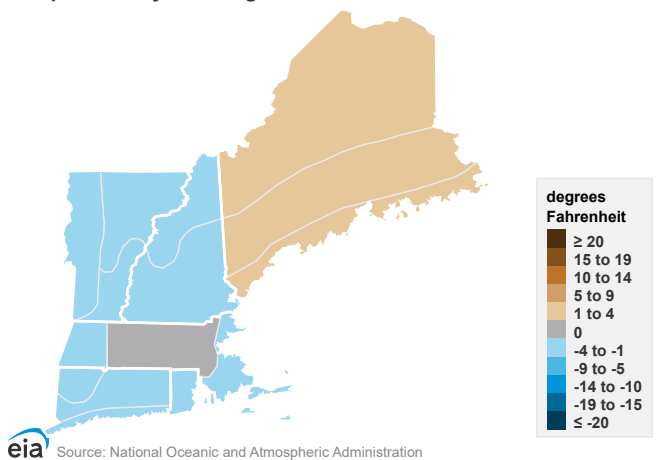 degrees
Fahrenheit
≥ 20
15 to 19
10 to 14
5 to 9
1 to 4
0
-4 to -1
-9 to -5
-14 to -10
-19 to -15
≤ -20
eia
Source: National Oceanic and Atmospheric Administration